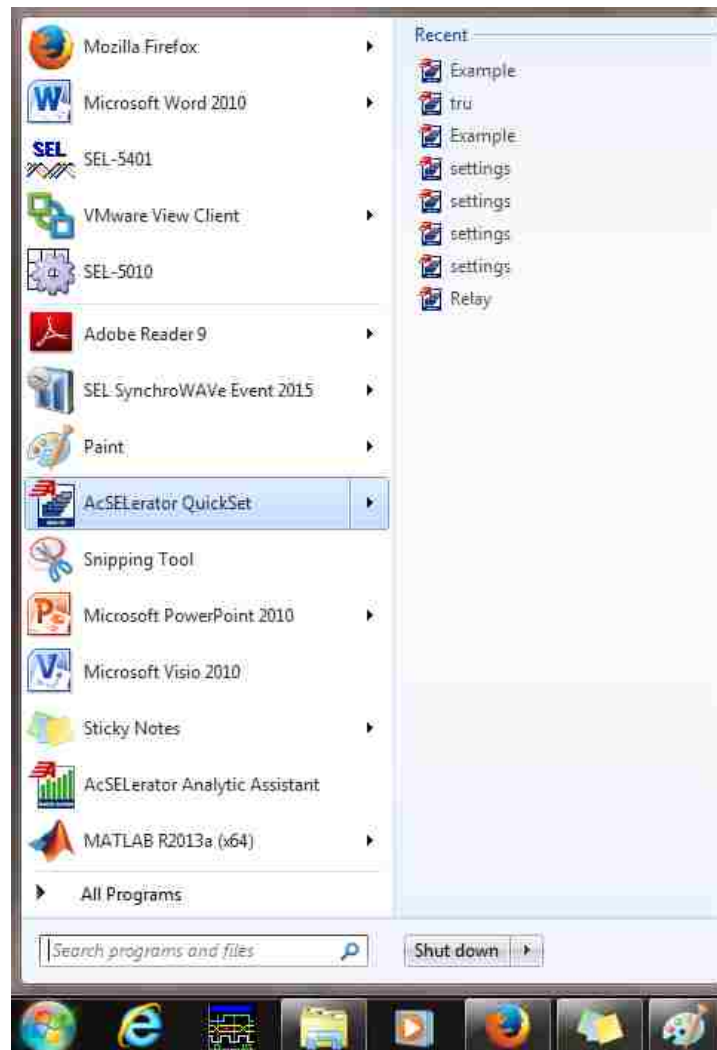 Mozilla Firefox
Microsoft Word 2010
SEL
SEL-5401
VMware View Client
SEL-5010
Adobe Reader 9
SEL SynchroWAVe Event 2015
Paint
AcSELerator QuickSet
Snipping Tool
Microsoft PowerPoint 2010
Microsoft Visio 2010
Sticky Notes
AcSELerator Analytic Assistant
MATLAB R2013a (x64)
All Programs
Search programs and files
Recent
Example
tru
Example
settings
settings
settings
settings
Relay
Shut down